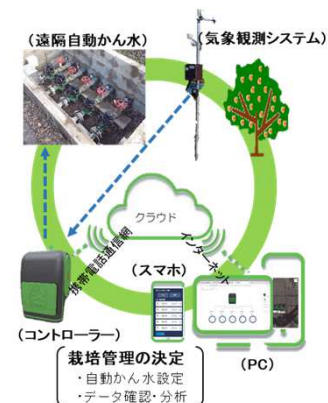 (遠隔自動かん水)
(気象観測システム)
クラウド
携帯電話通信網
インターネット
(スマホ)
(コントローラー)
(PC)
栽培管理の決定
・自動かん水設定
・データ確認・分析